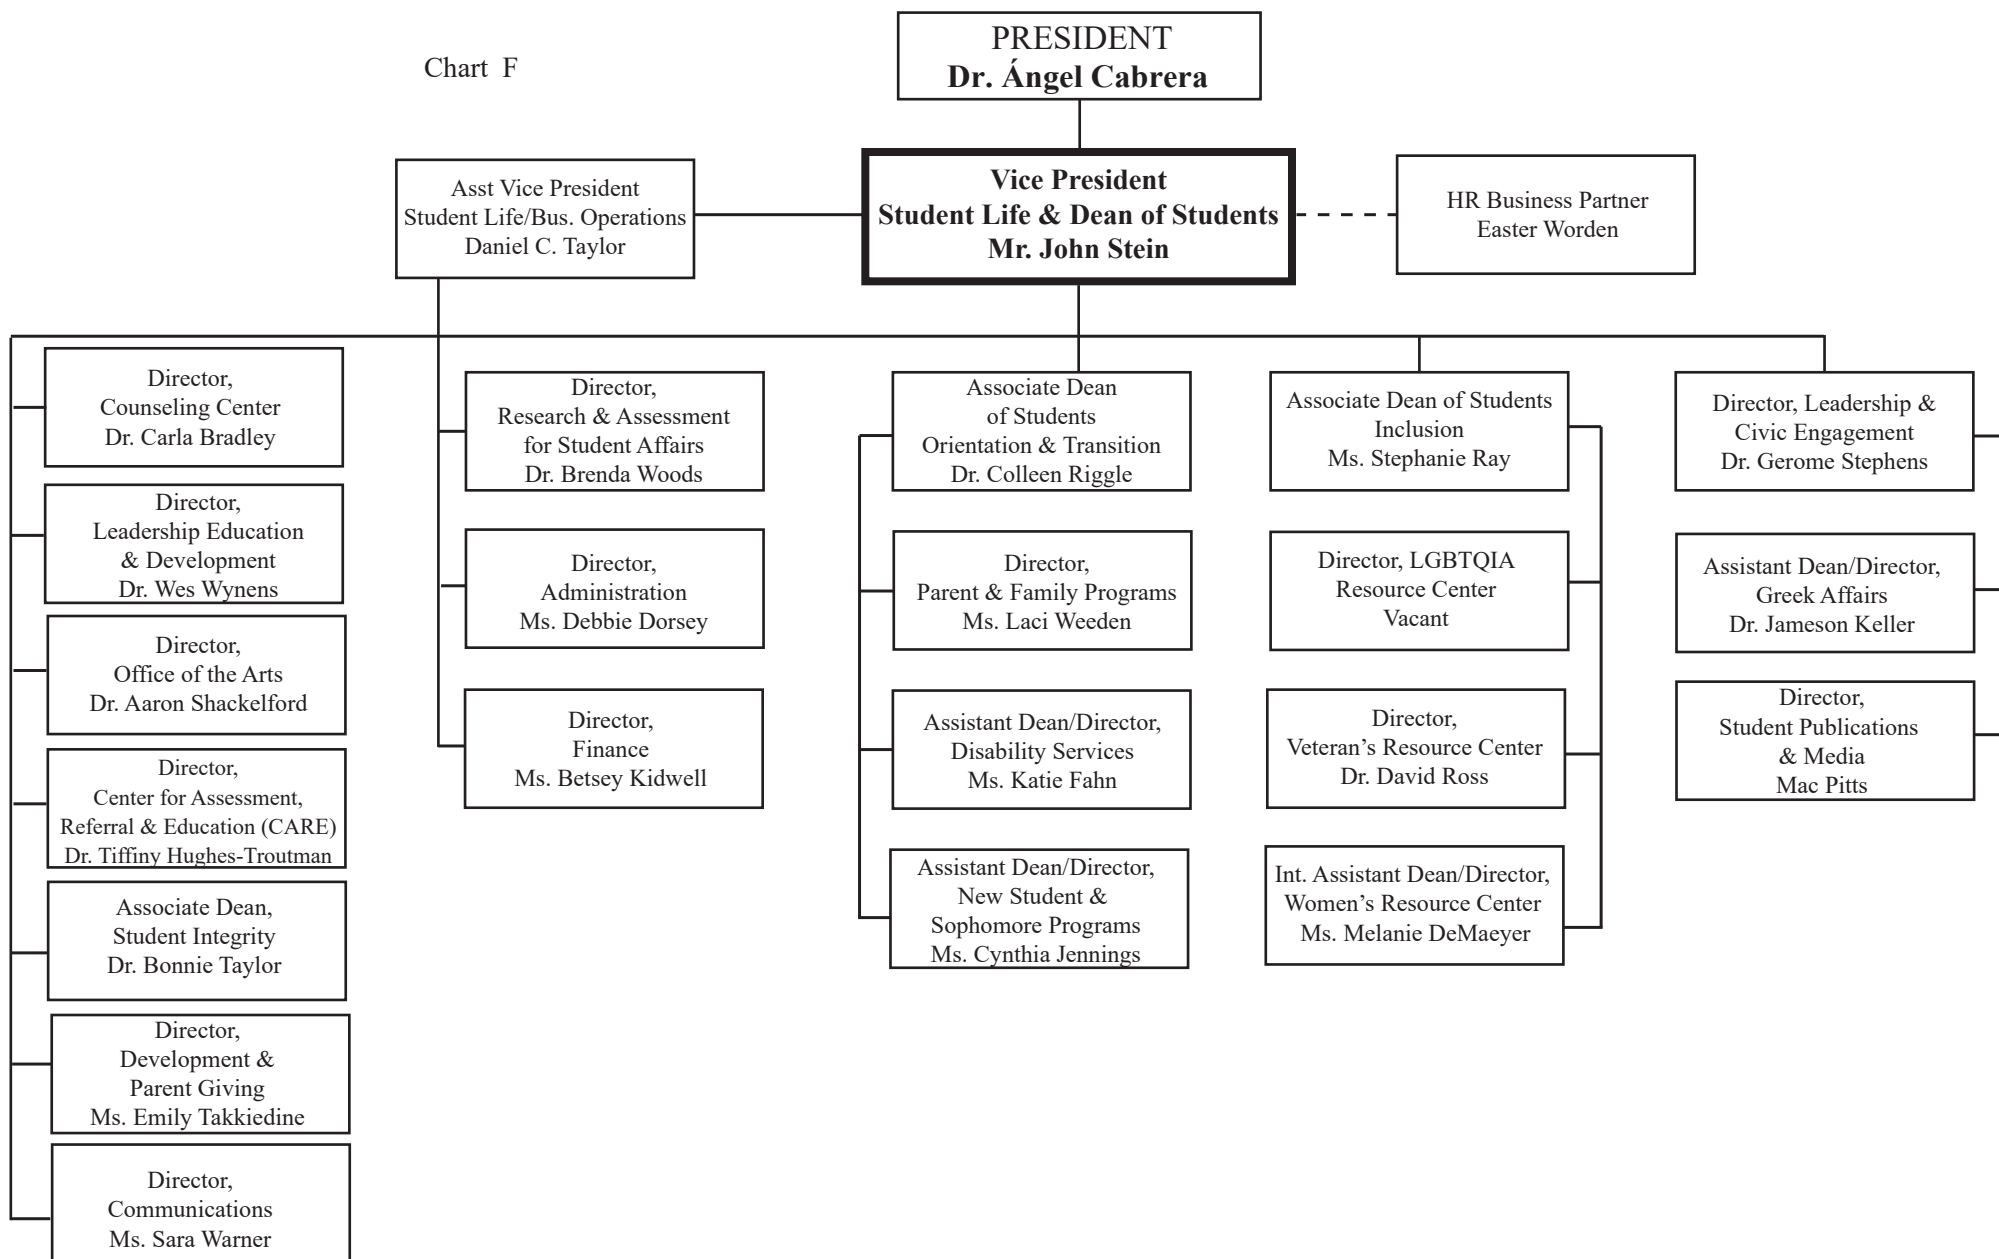 Chart F
PRESIDENT
Dr. Ángel Cabrera
Asst Vice President
Student Life/Bus. Operations
Daniel C. Taylor
Vice President
Student Life & Dean of Students
Mr. John Stein
HR Business Partner
Easter Worden
Director,
Counseling Center
Dr. Carla Bradley
Director,
Leadership Education
& Development
Dr. Wes Wynens
Director,
Office of the Arts
Dr. Aaron Shackelford
Director,
Center for Assessment,
Referral & Education (CARE)
Dr. Tiffiny Hughes-Troutman
Associate Dean,
Student Integrity
Dr. Bonnie Taylor
Director,
Development &
Parent Giving
Ms. Emily Takkiedine
Director,
Communications
Ms. Sara Warner
Director,
Research & Assessment
for Student Affairs
Dr. Brenda Woods
Director,
Administration
Ms. Debbie Dorsey
Director,
Finance
Ms. Betsey Kidwell
Associate Dean
of Students
Orientation & Transition
Dr. Colleen Riggle
Director,
Parent & Family Programs
Ms. Laci Weeden
Assistant Dean/Director,
Disability Services
Ms. Katie Fahn
Assistant Dean/Director,
New Student &
Sophomore Programs
Ms. Cynthia Jennings
Associate Dean of Students
Inclusion
Ms. Stephanie Ray
Director, LGBTQIA
Resource Center
Vacant
Director,
Veteran’s Resource Center
Dr. David Ross
Int. Assistant Dean/Director,
Women’s Resource Center
Ms. Melanie DeMaeyer
Director, Leadership &
Civic Engagement
Dr. Gerome Stephens
Assistant Dean/Director,
Greek Affairs
Dr. Jameson Keller
Director,
Student Publications
& Media
Mac Pitts